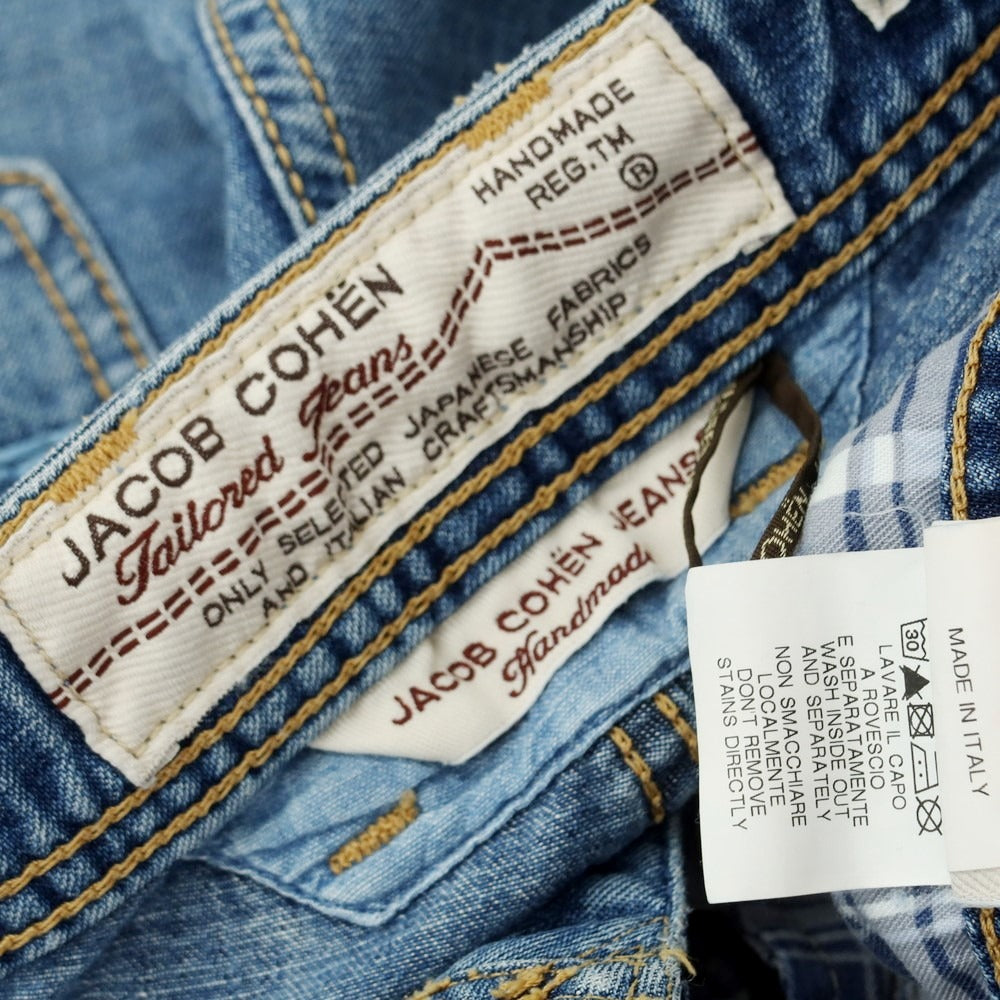 HANDMADE
REG.TM
®
JACOB COHËN
Tailored Jeans
ONLY SELECTED JAPANESE FABRICS
AND ITALIAN CRAFTSMANSHIP
JACOB COHËN JEANS
Handmade
OHËN
MADE IN ITALY
30
LAVARE IL CAPO
A ROVESCIO
E SEPARATAMENTE
WASH INSIDE OUT
AND SEPARATELY
NON SMACCHIARE
LOCALMENTE
DONT REMOVE
STAINS DIRECTLY